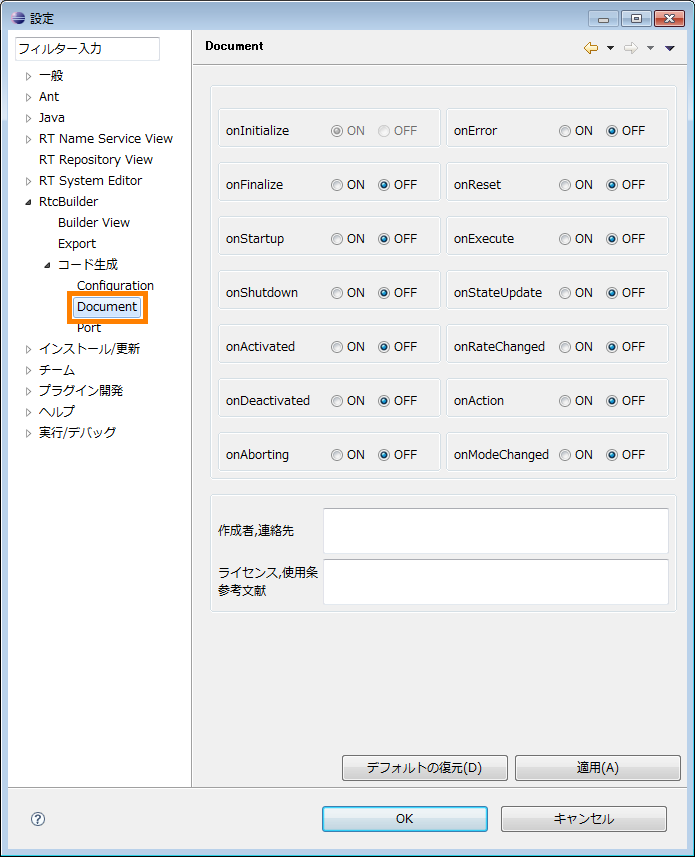 設定
フィルター入力
一般
Ant
Java
RT Name Service View
RT Repository View
RT System Editor
RtcBuilder
Builder View
Export
コード生成
Configuration
Document
Port
インストール/更新
チーム
プラグイン開発
ヘルプ
実行/デバッグ
Document
onInitialize ON OFF onError ON OFF
onFinalize ON OFF onReset ON OFF
onStartup ON OFF onExecute ON OFF
onShutdown ON OFF onStateUpdate ON OFF
onActivated ON OFF onRateChanged ON OFF
onDeactivated ON OFF onAction ON OFF
onAborting ON OFF onModeChanged ON OFF
作成者,連絡先
ライセンス,使用条
参考文献
デフォルトの復元(D) 適用(A)
? OK キャンセル